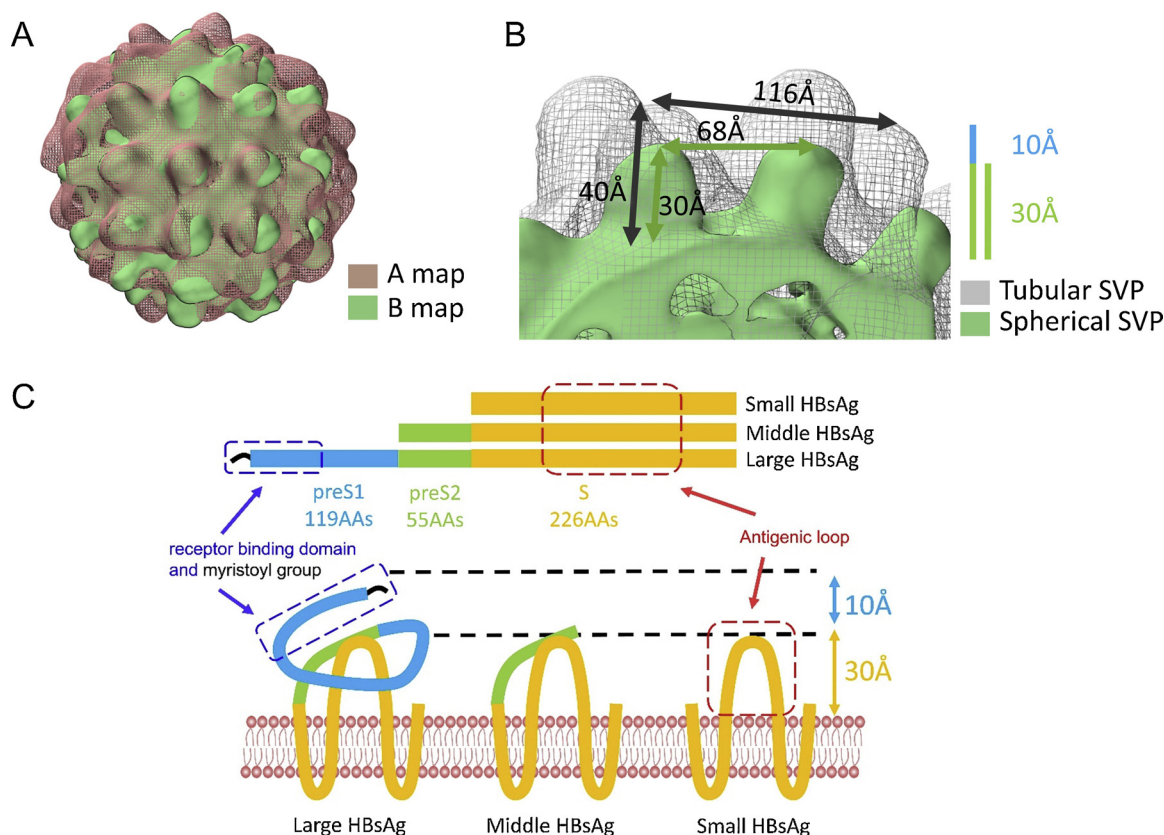 A
A map
B map
B
116Å
68Å
40Å
30Å
10Å
30Å
Tubular SVP
Spherical SVP
C
Small HBsAg
Middle HBsAg
Large HBsAg
preS1
119AAs
preS2
55AAs
S
226AAs
receptor binding domain
and myristoyl group
Antigenic loop
10Å
30Å
Large HBsAg
Middle HBsAg
Small HBsAg